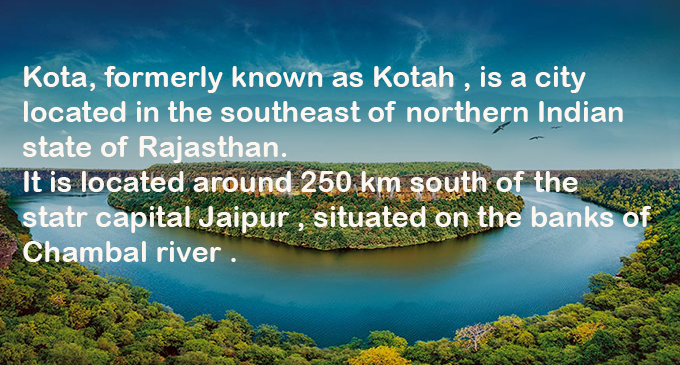 Kota, formerly known as Kotah , is a city
located in the southeast of northern Indian
state of Rajasthan.
It is located around 250 km south of the
statr capital Jaipur , situated on the banks of
Chambal river .